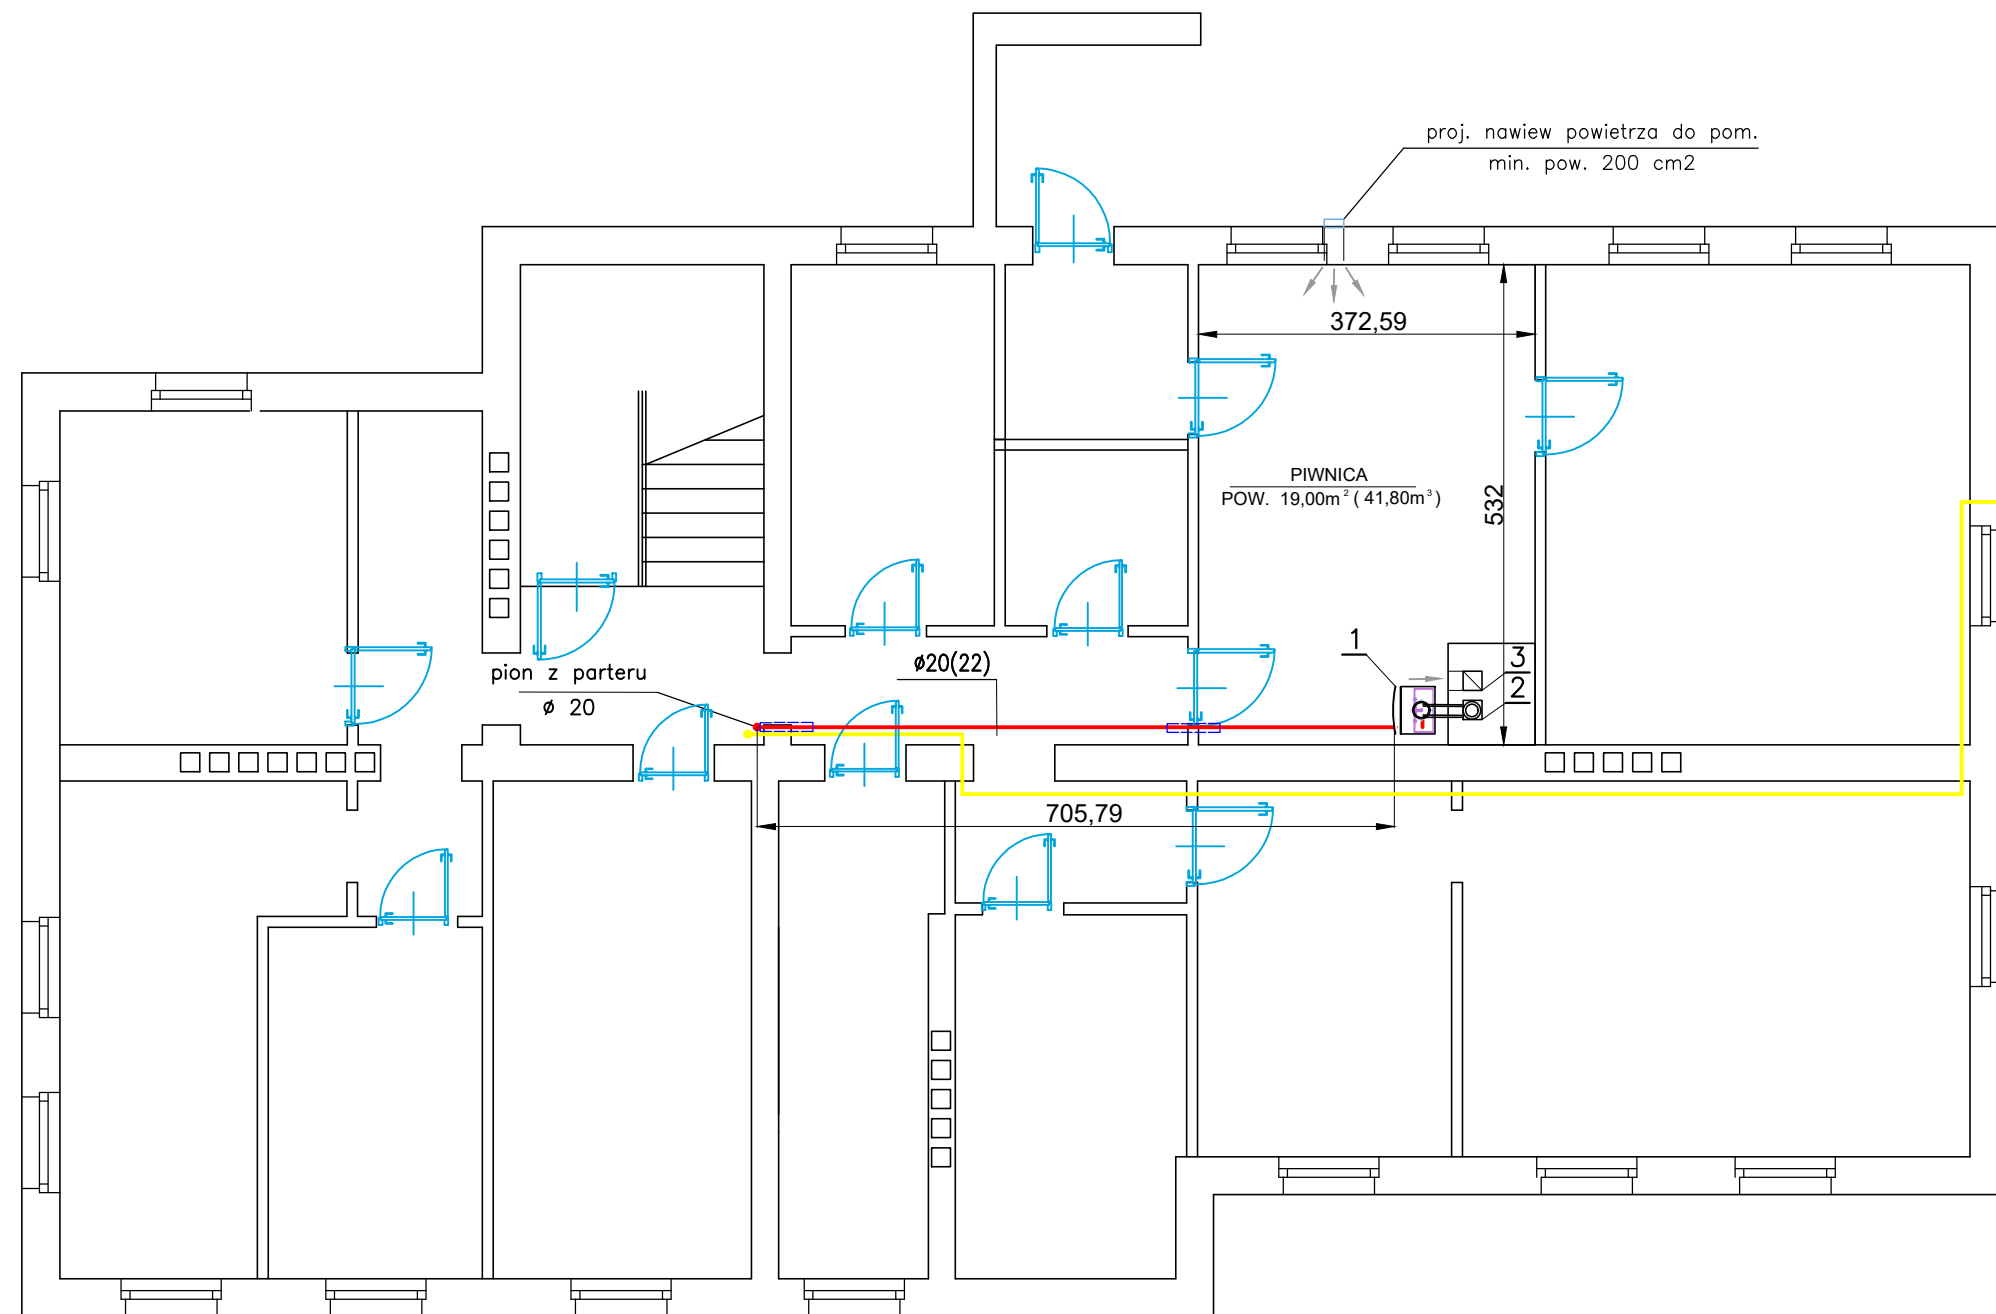 proj. nawiew powietrza do pom.
min. pow. 200 cm2
372,59
PIWNICA
POW. 19,00m² ( 41,80m³)
532
pion z parteru
ø 20
ø20(22)
1
3
2
705,79